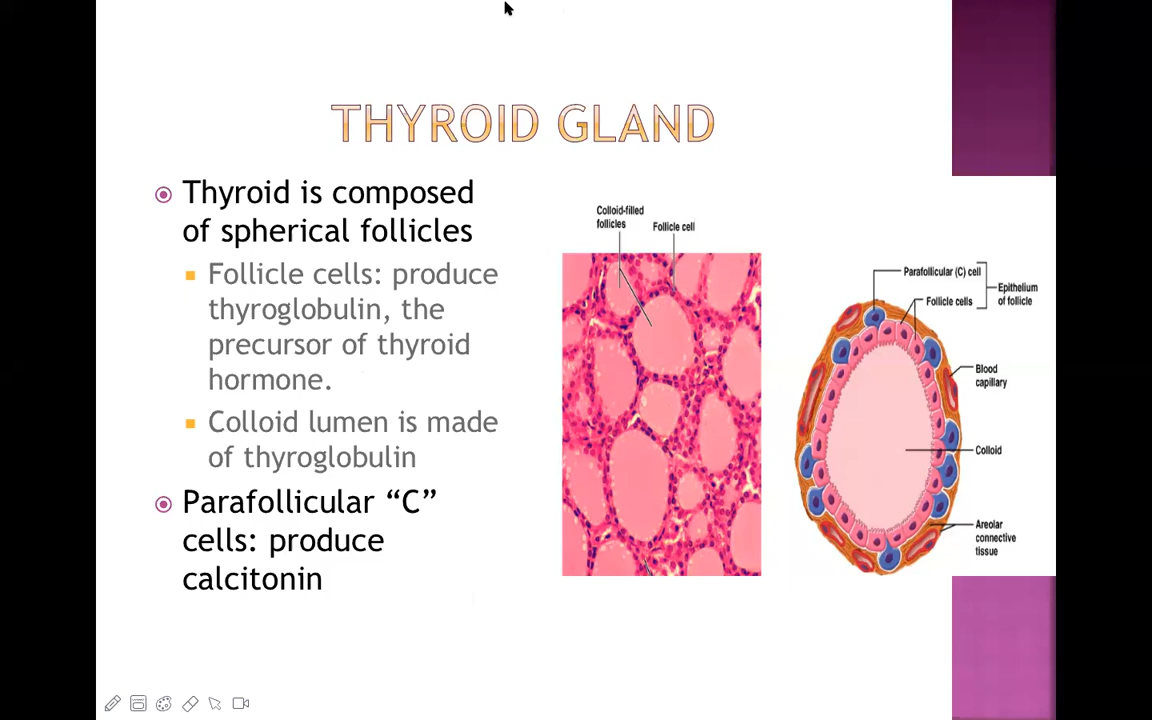 THYROID GLAND
Thyroid is composed
of spherical follicles
Follicle cells: produce
thyroglobulin, the
precursor of thyroid
hormone.
Colloid lumen is made
of thyroglobulin
Parafollicular “C”
cells: produce
calcitonin
Colloid-filled
follicles
Follicle cell
Parafollicular (C) cell
Follicle cells
Epithelium
of follicle
Blood
capillary
Colloid
Areolar
connective
tissue